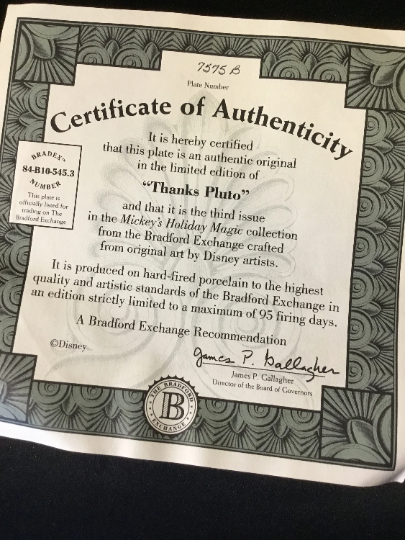 7575 B
Plate Number
Certificate of Authenticity
BRADEX
84-B10-545.3
NUMBER
This plate is
officially listed for
trading on The
Bradford Exchange
It is hereby certified
that this plate is an authentic original
in the limited edition of
“Thanks Pluto”
and that it is the third issue
in the Mickey's Holiday Magic collection
from the Bradford Exchange crafted
from original art by Disney artists.
It is produced on hard-fired porcelain to the highest
quality and artistic standards of the Bradford Exchange in
an edition strictly limited to a maximum of 95 firing days.
A Bradford Exchange Recommendation
©Disney
James P. Gallagher
James P. Gallagher
Director of the Board of Governors
THE BRADFORD
B
EXCHANGE